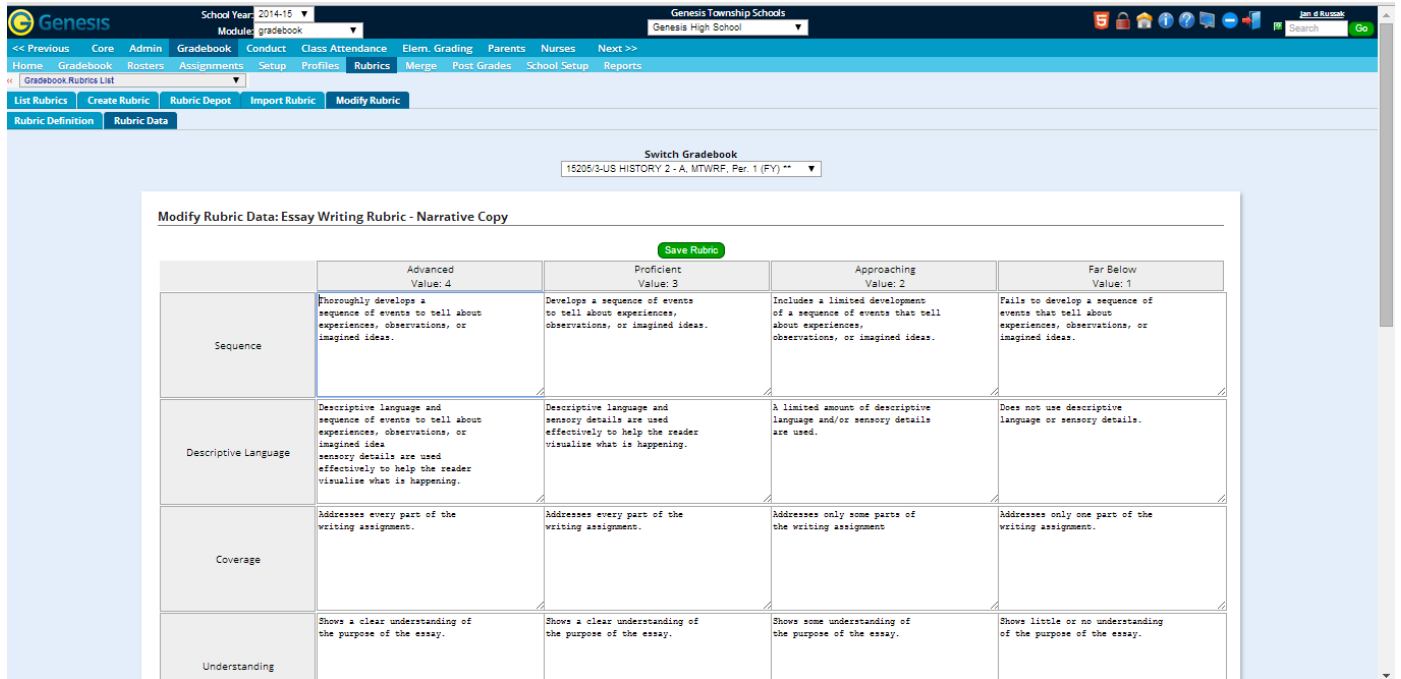 Genesis
School Year: 2014-15
Module: gradebook
Genesis Township Schools
Genesis High School
Jan d Russak
Search Go
<< Previous Core Admin Gradebook Conduct Class Attendance Elem. Grading Parents Nurses Next >>
Home Gradebook Rosters Assignments Setup Profiles Rubrics Merge Post Grades School Setup Reports
<< Gradebook.Rubrics List
List Rubrics Create Rubric Rubric Depot Import Rubric Modify Rubric
Rubric Definition Rubric Data
Switch Gradebook
15205/3-US HISTORY 2 - A, MTWRF, Per. 1 (FY) **
Modify Rubric Data: Essay Writing Rubric - Narrative Copy
Save Rubric
Advanced
Value: 4
Proficient
Value: 3
Approaching
Value: 2
Far Below
Value: 1
Sequence
Thoroughly develops a
sequence of events to tell about
experiences, observations, or
imagined ideas.
Develops a sequence of events
to tell about experiences,
observations, or imagined ideas.
Includes a limited development
of a sequence of events that tell
about experiences,
observations, or imagined ideas.
Fails to develop a sequence of
events that tell about
experiences, observations, or
imagined ideas.
Descriptive Language
Descriptive language and
sequence of events to tell about
experiences, observations, or
imagined idea
sensory details are used
effectively to help the reader
visualize what is happening.
Descriptive language and
sensory details are used
effectively to help the reader
visualize what is happening.
A limited amount of descriptive
language and/or sensory details
are used.
Does not use descriptive
language or sensory details.
Coverage
Addresses every part of the
writing assignment.
Addresses every part of the
writing assignment.
Addresses only some parts of
the writing assignment
Addresses only one part of the
writing assignment.
Understanding
Shows a clear understanding of
the purpose of the essay.
Shows a clear understanding of
the purpose of the essay.
Shows some understanding of
the purpose of the essay.
Shows little or no understanding
of the purpose of the essay.